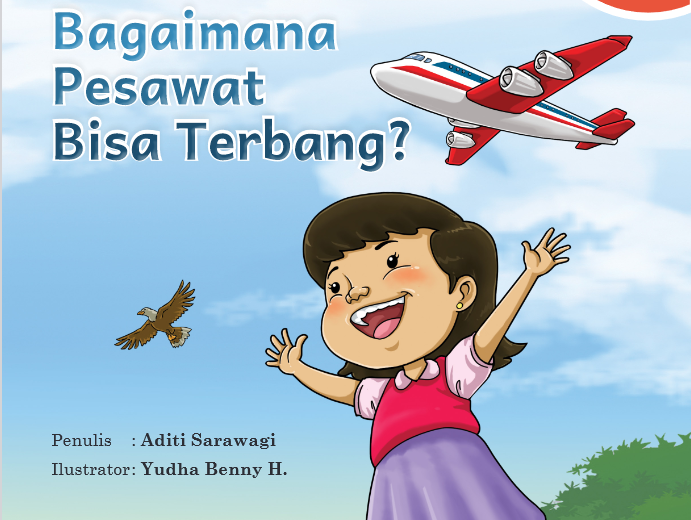 Bagaimana
Pesawat
Bisa Terbang?
Penulis : Aditi Sarawagi
Ilustrator: Yudha Benny H.